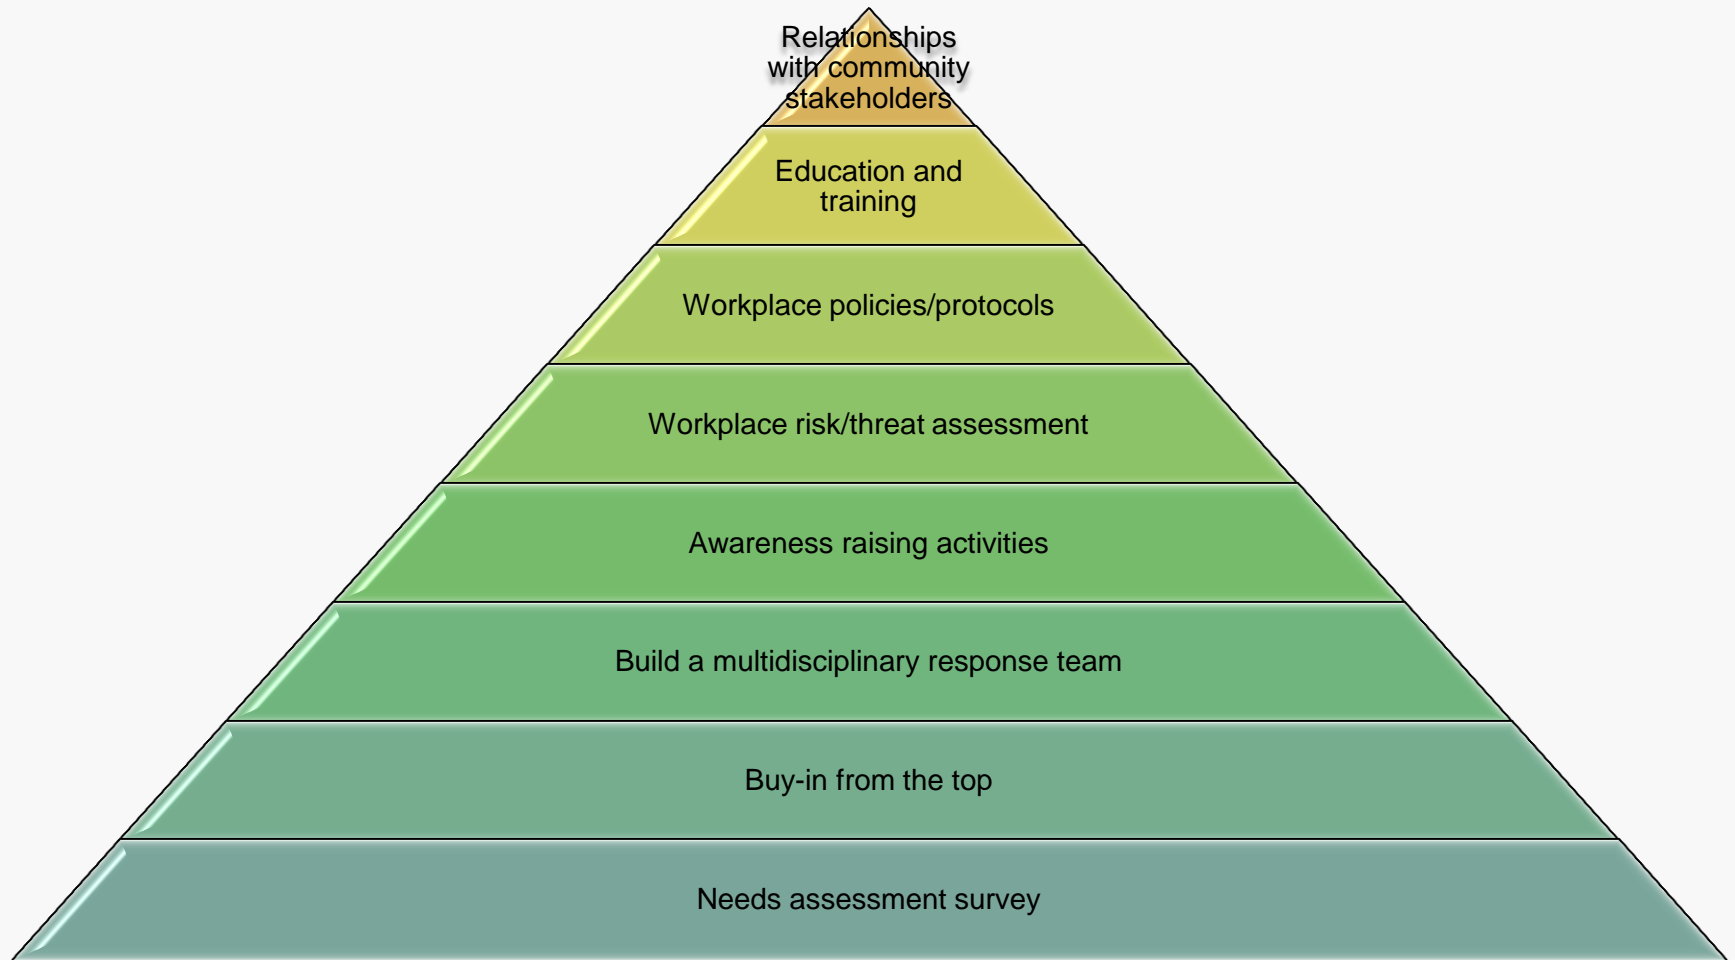 Relationships
with community
stakeholders
Education and
training
Workplace policies/protocols
Workplace risk/threat assessment
Awareness raising activities
Build a multidisciplinary response team
Buy-in from the top
Needs assessment survey